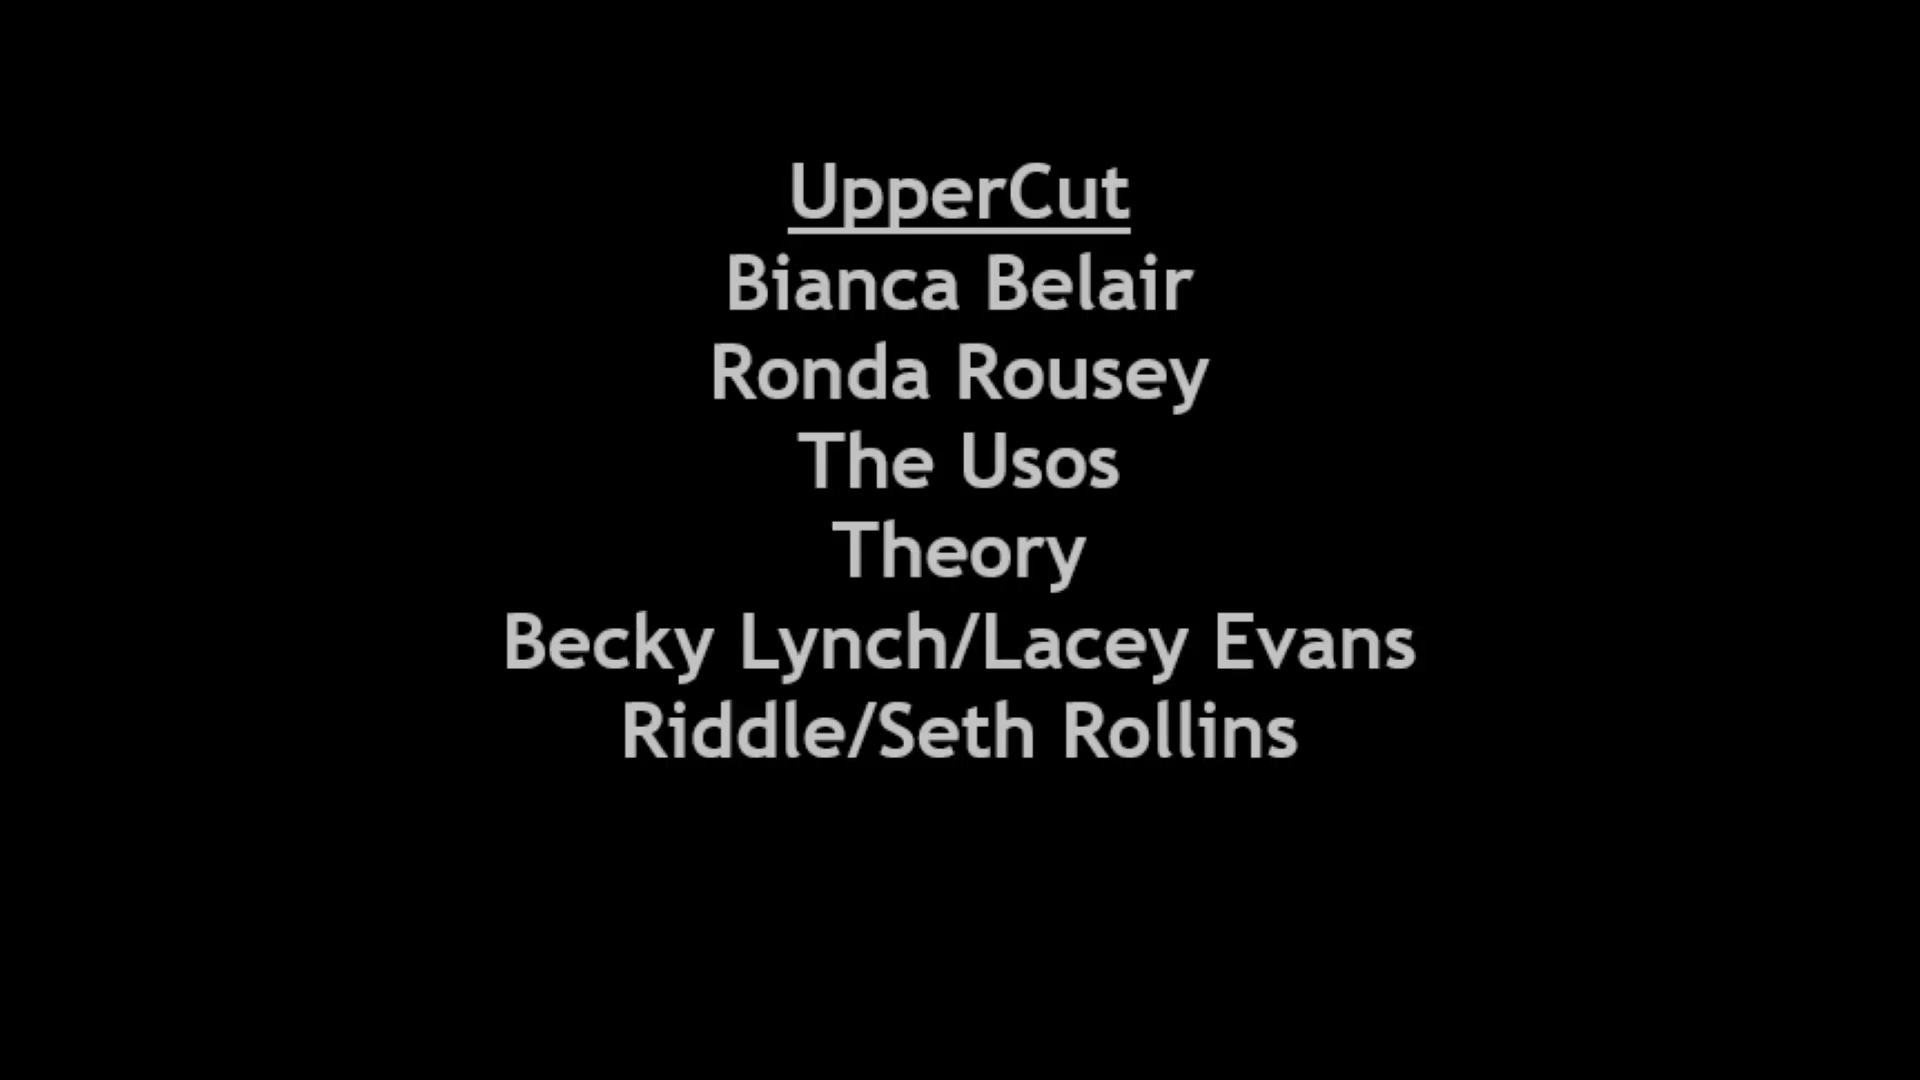 UpperCut
Bianca Belair
Ronda Rousey
The Usos
Theory
Becky Lynch/Lacey Evans
Riddle/Seth Rollins